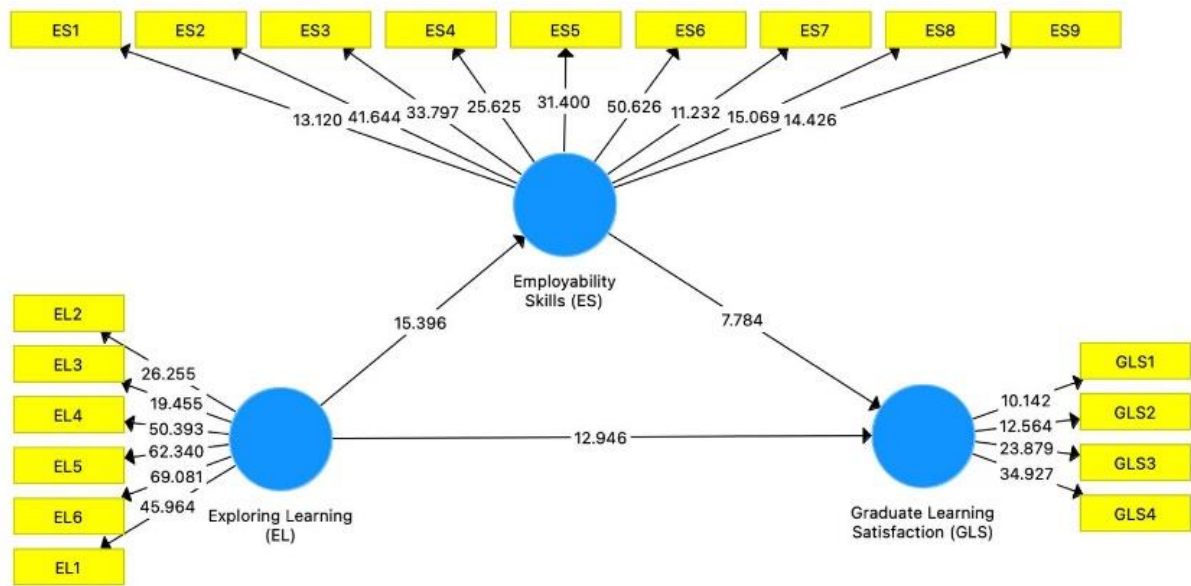 ES1 ES2 ES3 ES4 ES5 ES6 ES7 ES8 ES9
13.120 41.644 33.797 25.625 31.400 50.626 11.232 15.069 14.426
Employability
Skills (ES)
15.396
7.784
EL2
EL3
EL4
EL5
EL6
EL1
26.255
19.455
50.393
62.340
69.081
45.964
Exploring Learning
(EL)
12.946
Graduate Learning
Satisfaction (GLS)
10.142
12.564
23.879
34.927
GLS1
GLS2
GLS3
GLS4